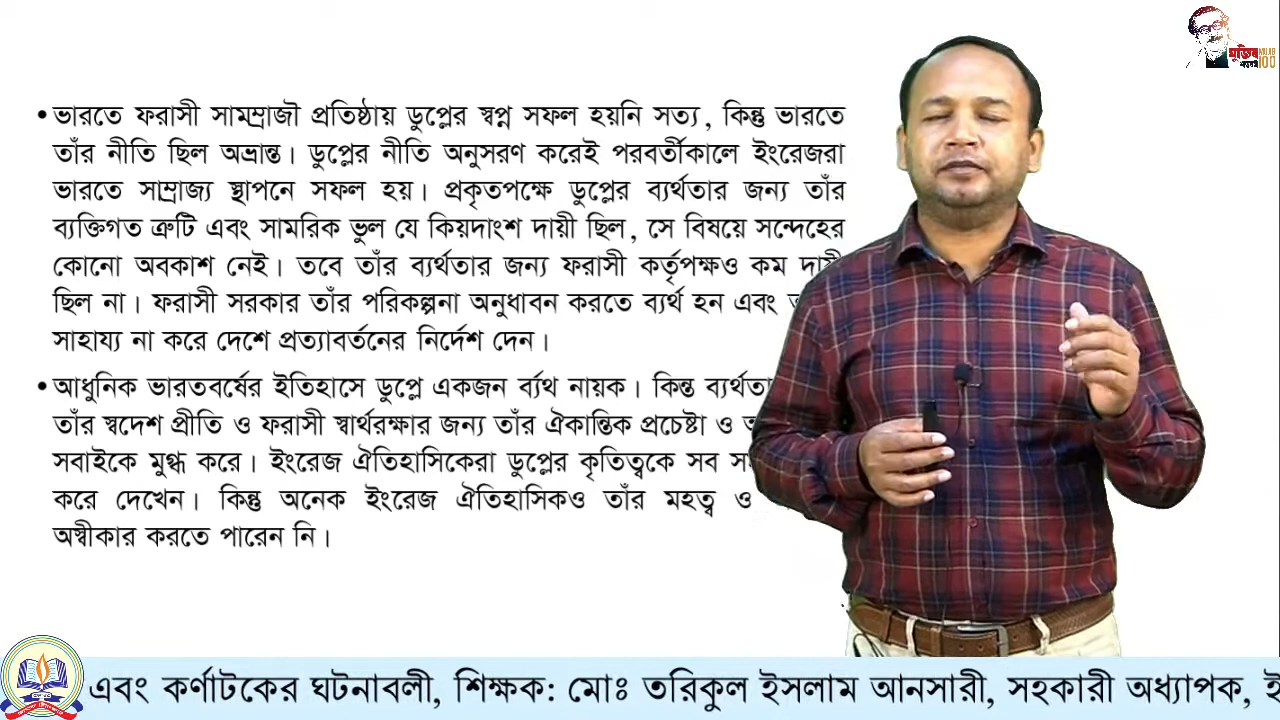 • ভারতে ফরাসী সামম্রাজৗ প্রতিষ্ঠায় ডুপ্লের স্বপ্ন সফল হয়নি সত্য, কিন্তু ভারতে
তাঁর নীতি ছিল অভ্রান্ত। ডুপ্লের নীতি অনুসরণ করেই পরবর্তীকালে ইংরেজরা
ভারতে সাম্রাজ্য স্থাপনে সফল হয়। প্রকৃতপক্ষে ডুপ্লের ব্যর্থতার জন্য তাঁর
ব্যক্তিগত ত্রুটি এবং সামরিক ভুল যে কিয়দাংশ দায়ী ছিল, সে বিষয়ে সন্দেহের
কোনো অবকাশ নেই। তবে তাঁর ব্যর্থতার জন্য ফরাসী কর্তৃপক্ষও কম দায়ী
ছিল না। ফরাসী সরকার তাঁর পরিকল্পনা অনুধাবন করতে ব্যর্থ হন এবং
সাহায্য না করে দেশে প্রত্যাবর্তনের নির্দেশ দেন।
• আধুনিক ভারতবর্ষের ইতিহাসে ডুপ্লে একজন ব্যর্থ নায়ক। কিন্ত
তাঁর স্বদেশ প্রীতি ও ফরাসী স্বার্থরক্ষার জন্য তাঁর ঐকান্তিক প্রচেষ্টা ও
সবাইকে মুগ্ধ করে। ইংরেজ ঐতিহাসিকেরা ডুপ্লের কৃতিত্বকে সব
করে দেখেন। কিন্তু অনেক ইংরেজ ঐতিহাসিকও তাঁর মহত্ব ও
অস্বীকার করতে পারেন নি।
মুজিব
100
এবং কর্ণাটকের ঘটনাবলী, শিক্ষক: মোঃ তরিকুল ইসলাম আনসারী, সহকারী অধ্যাপক,